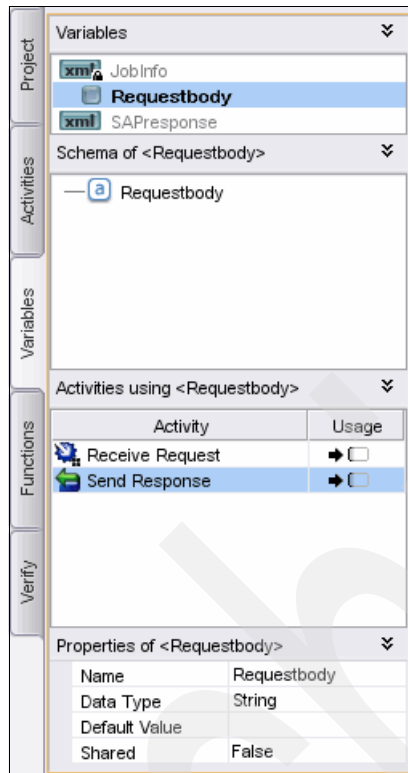 Project
Activities
Variables
Functions
Verify
Variables
xml JobInfo
Requestbody
xml SAPresponse
Schema of <Requestbody>
a Requestbody
Activities using <Requestbody>
Activity Usage
Receive Request
Send Response
Properties of <Requestbody>
Name Requestbody
Data Type String
Default Value
Shared False